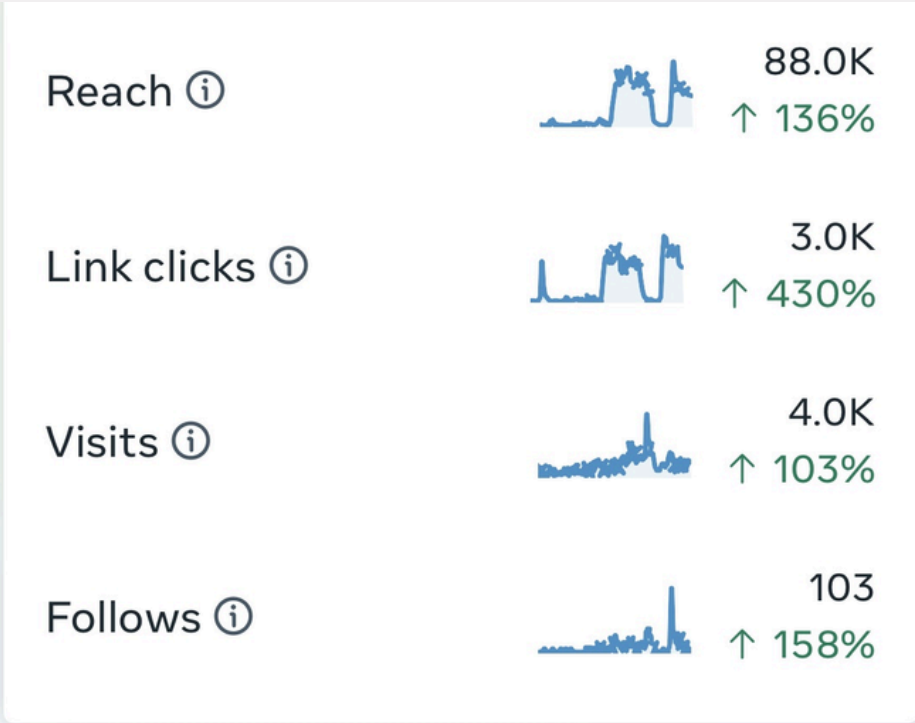 Reach
88.0K
↑ 136%
Link clicks
3.0K
↑ 430%
Visits
4.0K
↑ 103%
Follows
103
↑ 158%